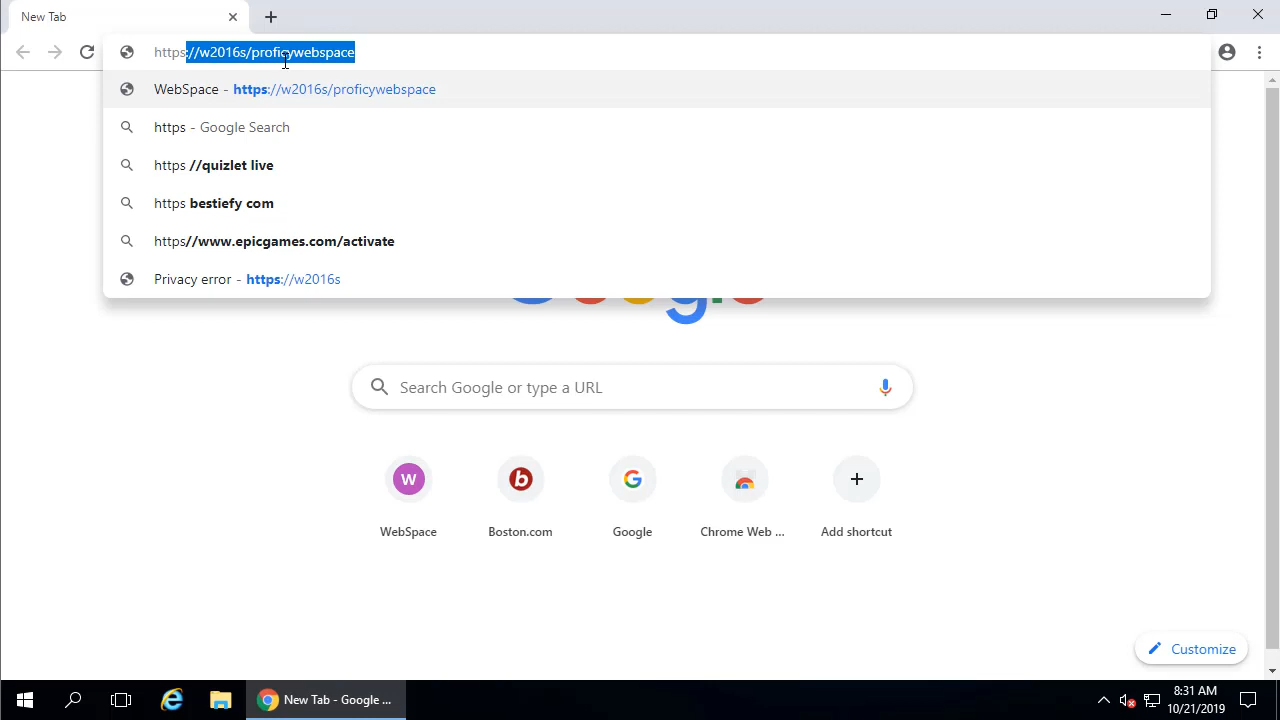 New Tab
https://w2016s/proficywebspace
WebSpace - https://w2016s/proficywebspace
https - Google Search
https //quizlet live
https bestiefy com
https//www.epicgames.com/activate
Privacy error - https://w2016s
Search Google or type a URL
W
b
G
WebSpace
Boston.com
Google
Chrome Web ...
Add shortcut
Customize
New Tab - Google ...
8:31 AM
10/21/2019